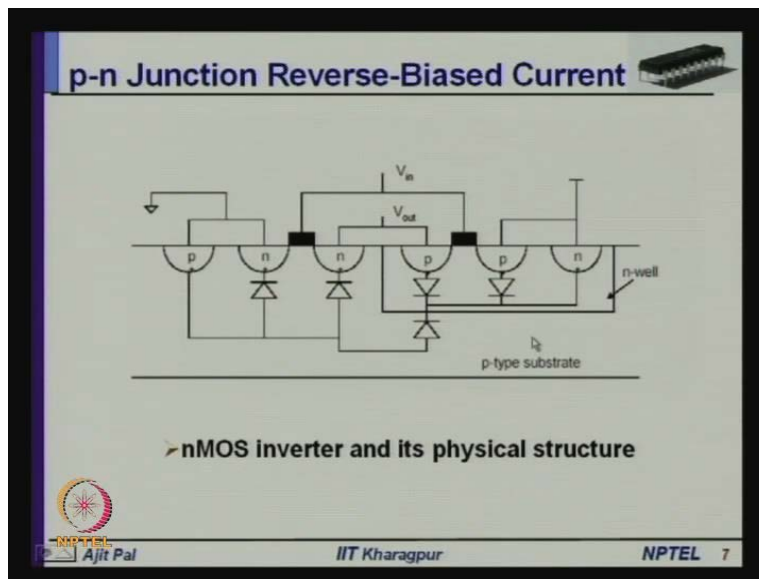 p-n Junction Reverse-Biased Current
Vin
Vout
p n n p p n
n-well
p-type substrate
➢nMOS inverter and its physical structure
NPTEL
Ajit Pal IIT Kharagpur NPTEL 7